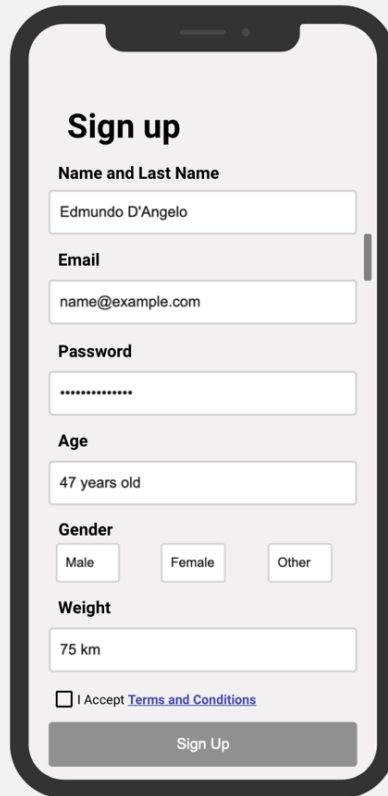 Sign up
Name and Last Name
Edmundo D'Angelo
Email
name@example.com
Password
••••••••••••••
Age
47 years old
Gender
Male Female Other
Weight
75 km
I Accept Terms and Conditions
Sign Up